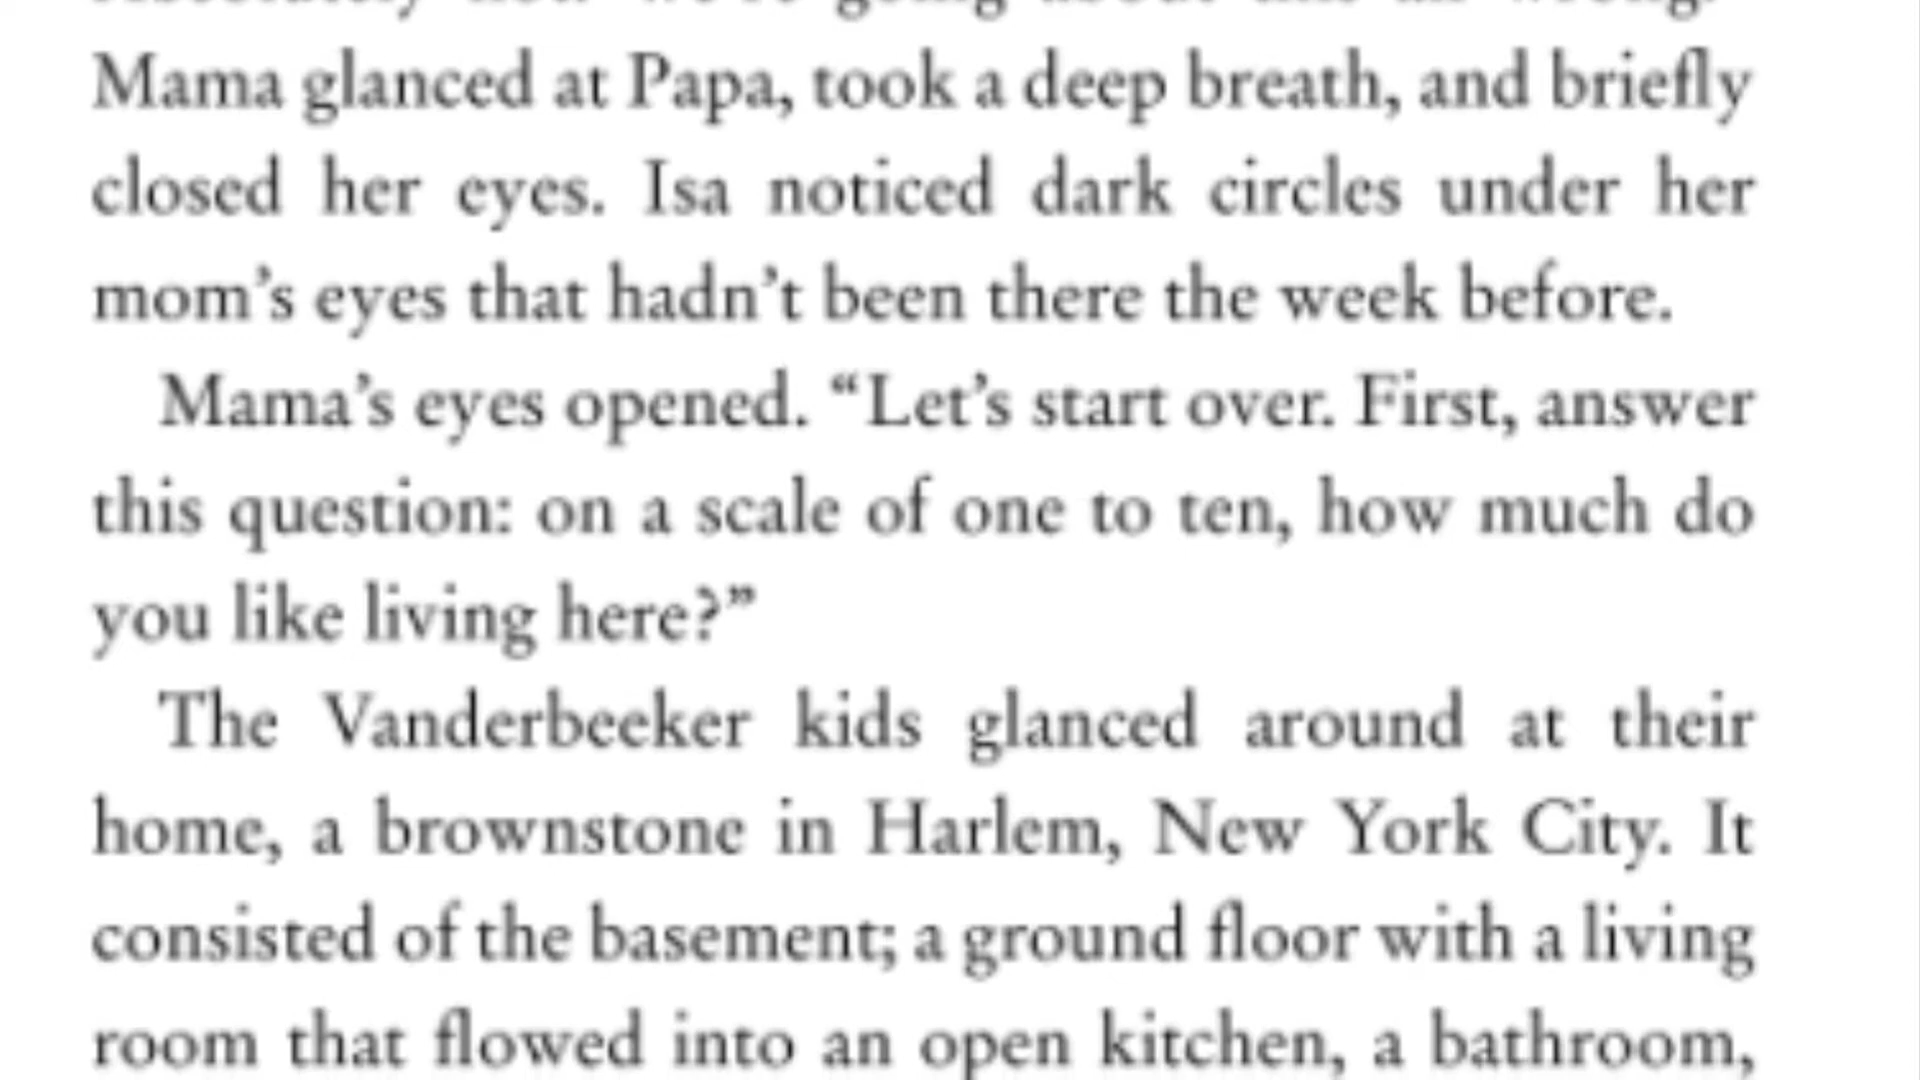 Mama glanced at Papa, took a deep breath, and briefly
closed her eyes. Isa noticed dark circles under her
mom’s eyes that hadn’t been there the week before.
Mama’s eyes opened. “Let’s start over. First, answer
this question: on a scale of one to ten, how much do
you like living here?”
The Vanderbeeker kids glanced around at their
home, a brownstone in Harlem, New York City. It
consisted of the basement; a ground floor with a living
room that flowed into an open kitchen, a bathroom,